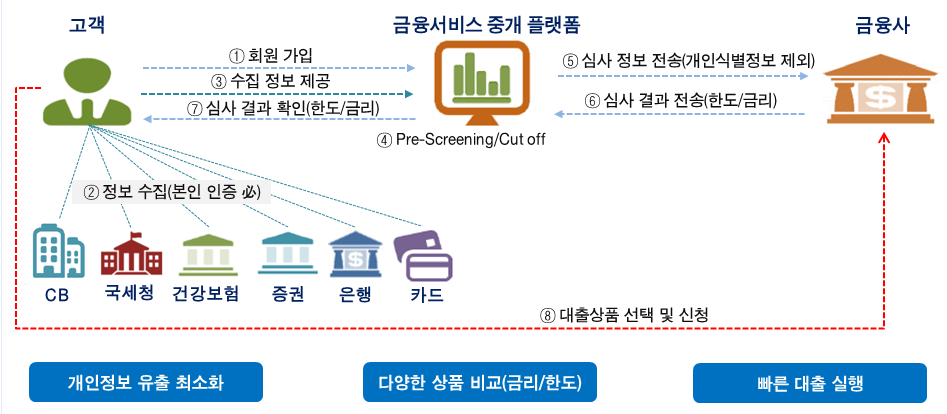 고객
금융서비스 중개 플랫폼
금융사
① 회원 가입
③ 수집 정보 제공
⑦ 심사 결과 확인(한도/금리)
⑤ 심사 정보 전송(개인식별정보 제외)
⑥ 심사 결과 전송(한도/금리)
④ Pre-Screening/Cut off
② 정보 수집(본인 인증 必)
CB
국세청
건강보험
증권
은행
카드
⑧ 대출상품 선택 및 신청
개인정보 유출 최소화
다양한 상품 비교(금리/한도)
빠른 대출 실행